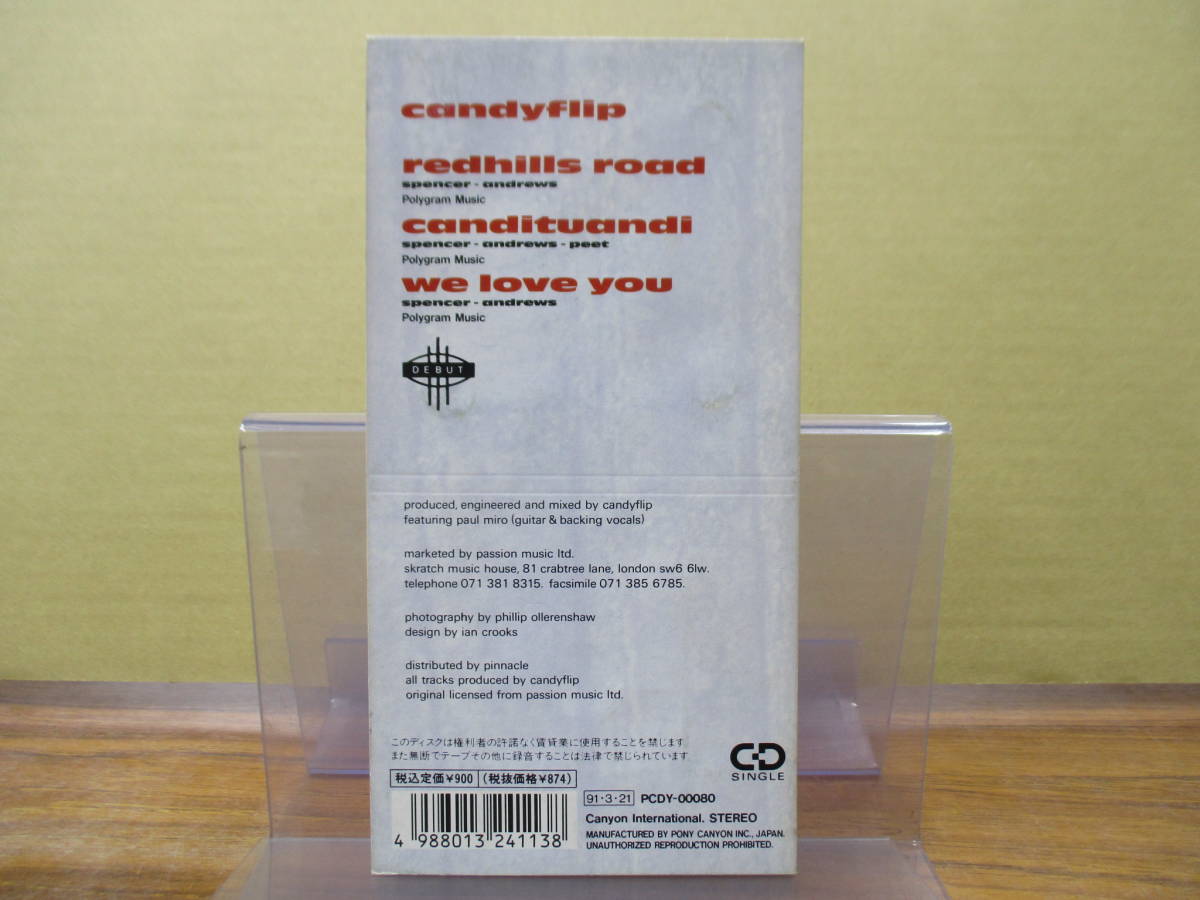 candyflip
redhills road
spencer - andrews
Polygram Music
candituandi
spencer - andrews - peet
Polygram Music
we love you
spencer - andrews
Polygram Music
DEBUT
produced, engineered and mixed by candyflip
featuring paul miro (guitar & backing vocals)
marketed by passion music ltd.
skratch music house, 81 crabtree lane, london sw6 6lw.
telephone 071 381 8315. facsimile 071 385 6785.
photography by phillip ollerenshaw
design by ian crooks
distributed by pinnacle
all tracks produced by candyflip
original licensed from passion music ltd.
このディスクは権利者の許諾なく賃貸業に使用することを禁じます。
また無断でテープその他に録音することは法律で禁じられています。
CD
SINGLE
税込定価¥900 (税抜価格¥874)
91・3・21 PCDY-00080
Canyon International. STEREO
MANUFACTURED BY PONY CANYON INC., JAPAN.
UNAUTHORIZED REPRODUCTION PROHIBITED.
4 988013 241138